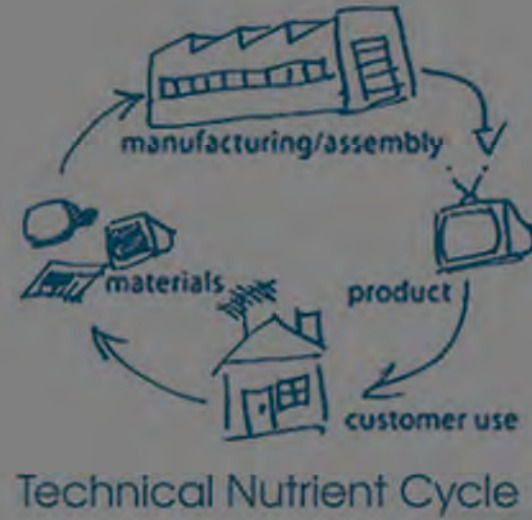 manufacturing/assembly
materials
product
customer use
Technical Nutrient Cycle